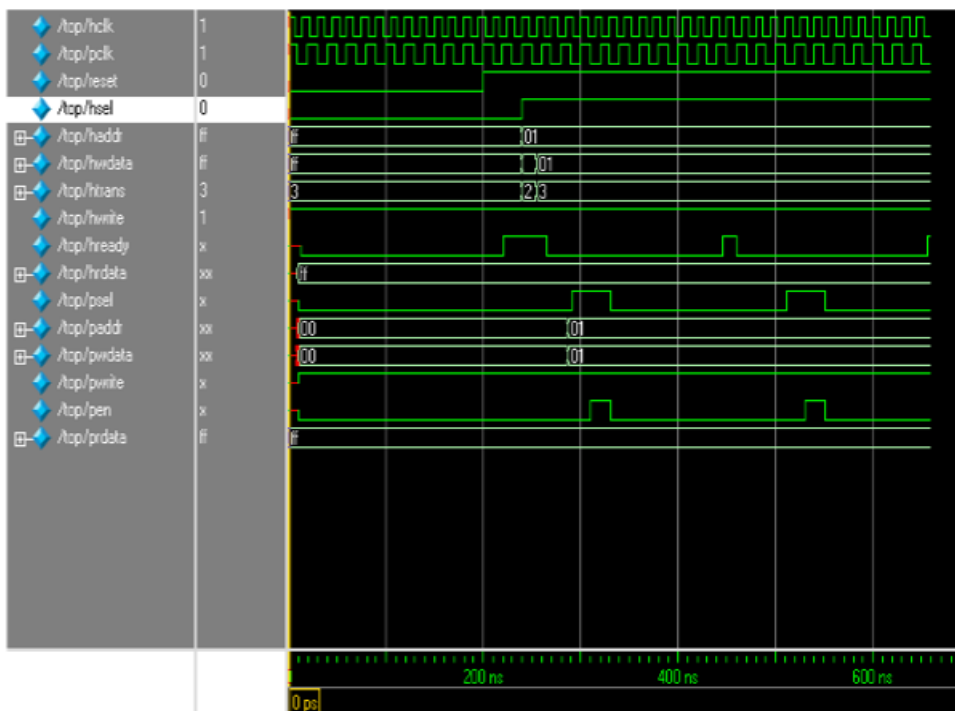 /top/hclk 1
/top/pclk 1
/top/reset 0
/top/hsel 0
/top/haddr ff ff 01
/top/hwdata ff ff 01
/top/htrans 3 3 2 3
/top/hwrite 1
/top/hready x
/top/hrdata xx ff
/top/psel x
/top/paddr xx 00 01
/top/pwdata xx 00 01
/top/pwrite x
/top/pen x
/top/prdata ff ff
200 ns 400 ns 600 ns
0 ps